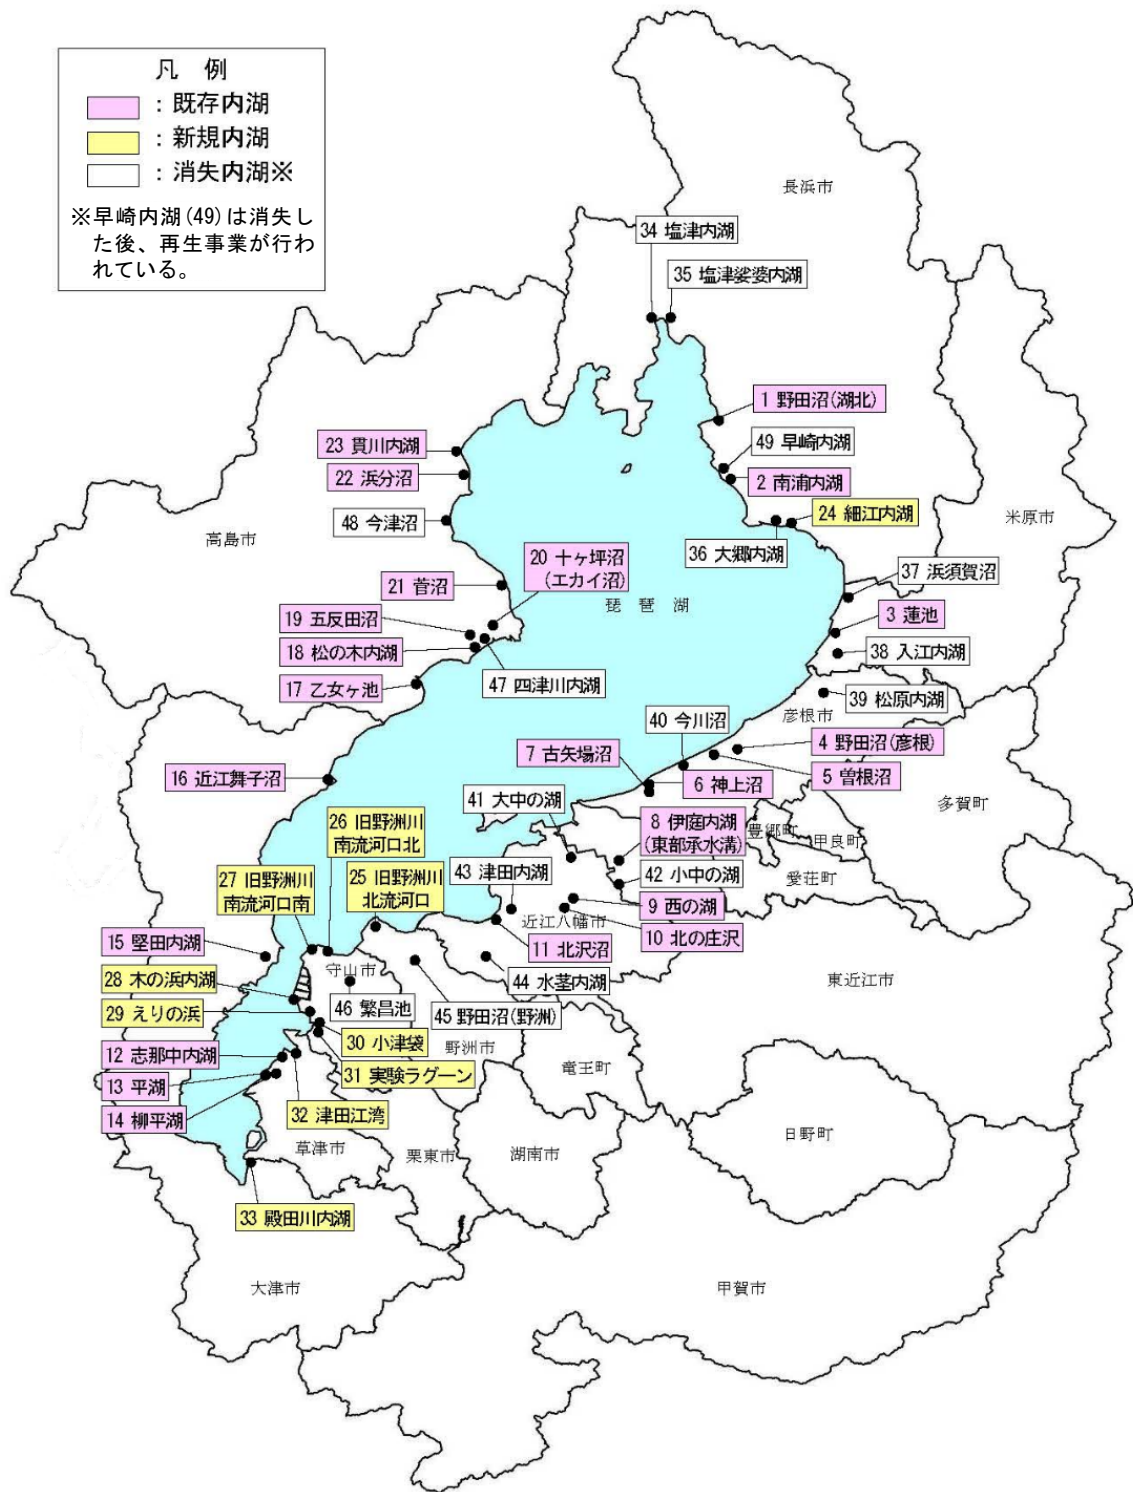 凡 例
：既存内湖
：新規内湖
：消失内湖※
※早崎内湖(49)は消失し
た後、再生事業が行わ
れている。
長浜市
34 塩津内湖
35 塩津娑婆内湖
1 野田沼(湖北)
49 早崎内湖
2 南浦内湖
24 細江内湖
36 大郷内湖
米原市
23 貫川内湖
22 浜分沼
48 今津沼
高島市
20 十ヶ坪沼
(エカイ沼)
21 菅沼
19 五反田沼
18 松の木内湖
47 四津川内湖
17 乙女ヶ池
琵琶湖
37 浜須賀沼
3 蓮池
38 入江内湖
39 松原内湖
彦根市
40 今川沼
4 野田沼(彦根)
5 曽根沼
7 古矢場沼
6 神上沼
16 近江舞子沼
41 大中の湖
8 伊庭内湖
(東部承水溝)
豊郷町
甲良町
多賀町
愛荘町
42 小中の湖
26 旧野洲川
南流河口北
27 旧野洲川
南流河口南
25 旧野洲川
北流河口
43 津田内湖
9 西の湖
近江八幡市
10 北の庄沢
11 北沢沼
15 堅田内湖
守山市
44 水茎内湖
東近江市
28 木の浜内湖
46 繁昌池
45 野田沼(野洲)
29 えりの浜
30 小津袋
野洲市
12 志那中内湖
31 実験ラグーン
竜王町
13 平湖
14 柳平湖
32 津田江湾
草津市
栗東市
湖南市
日野町
33 殿田川内湖
大津市
甲賀市